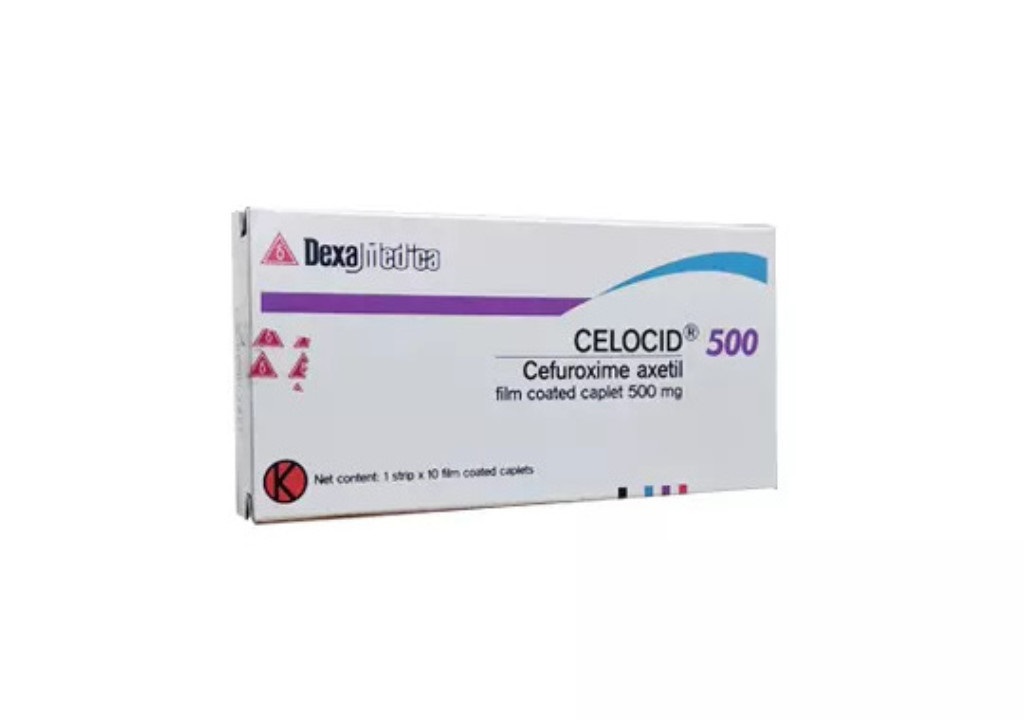 Dexa Medica
CELOCID® 500
Cefuroxime axetil
film coated caplet 500 mg
K
Net content: 1 strip x 10 film coated caplets